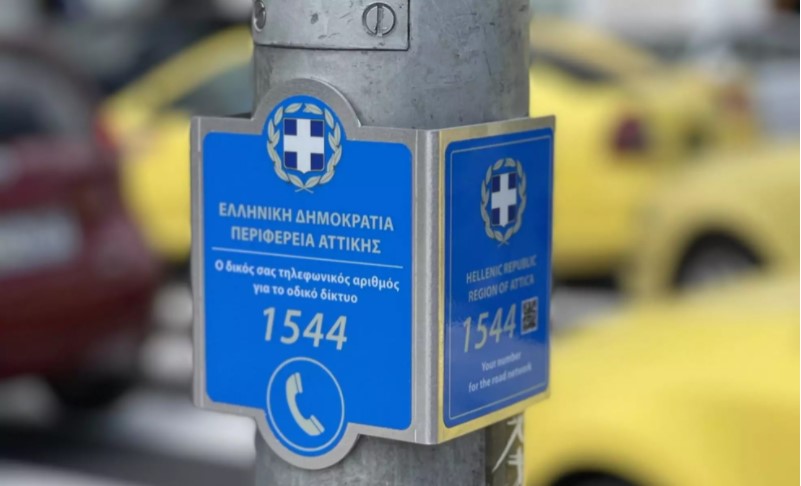 ΕΛΛΗΝΙΚΗ ΔΗΜΟΚΡΑΤΙΑ
ΠΕΡΙΦΕΡΕΙΑ ΑΤΤΙΚΗΣ
Ο δικός σας τηλεφωνικός αριθμός
για το οδικό δίκτυο
1544
HELLENIC REPUBLIC
REGION OF ATTICA
1544
Your number
for the road network